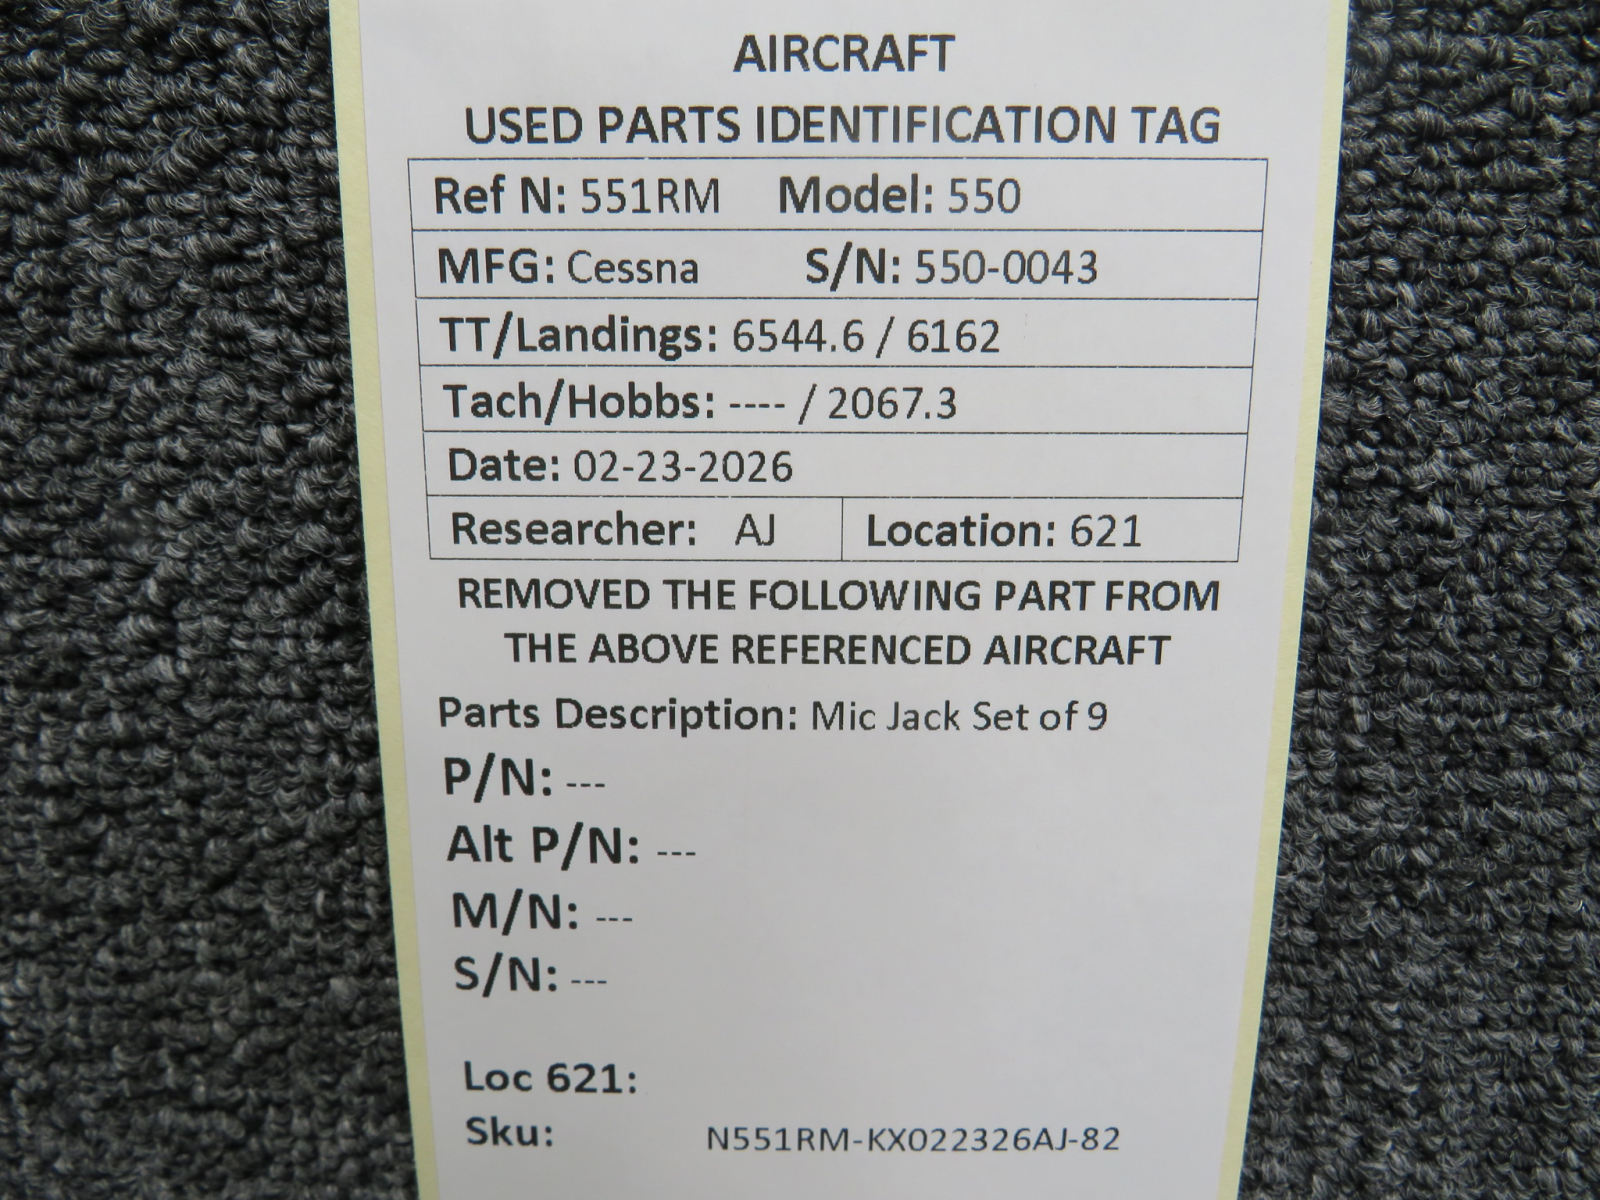 AIRCRAFT
USED PARTS IDENTIFICATION TAG
Ref N: 551RM Model: 550
MFG: Cessna S/N: 550-0043
TT/Landings: 6544.6 / 6162
Tach/Hobbs: ---- / 2067.3
Date: 02-23-2026
Researcher: AJ Location: 621
REMOVED THE FOLLOWING PART FROM
THE ABOVE REFERENCED AIRCRAFT
Parts Description: Mic Jack Set of 9
P/N: ---
Alt P/N: ---
M/N: ---
S/N: ---
Loc 621:
Sku: N551RM-KX022326AJ-82